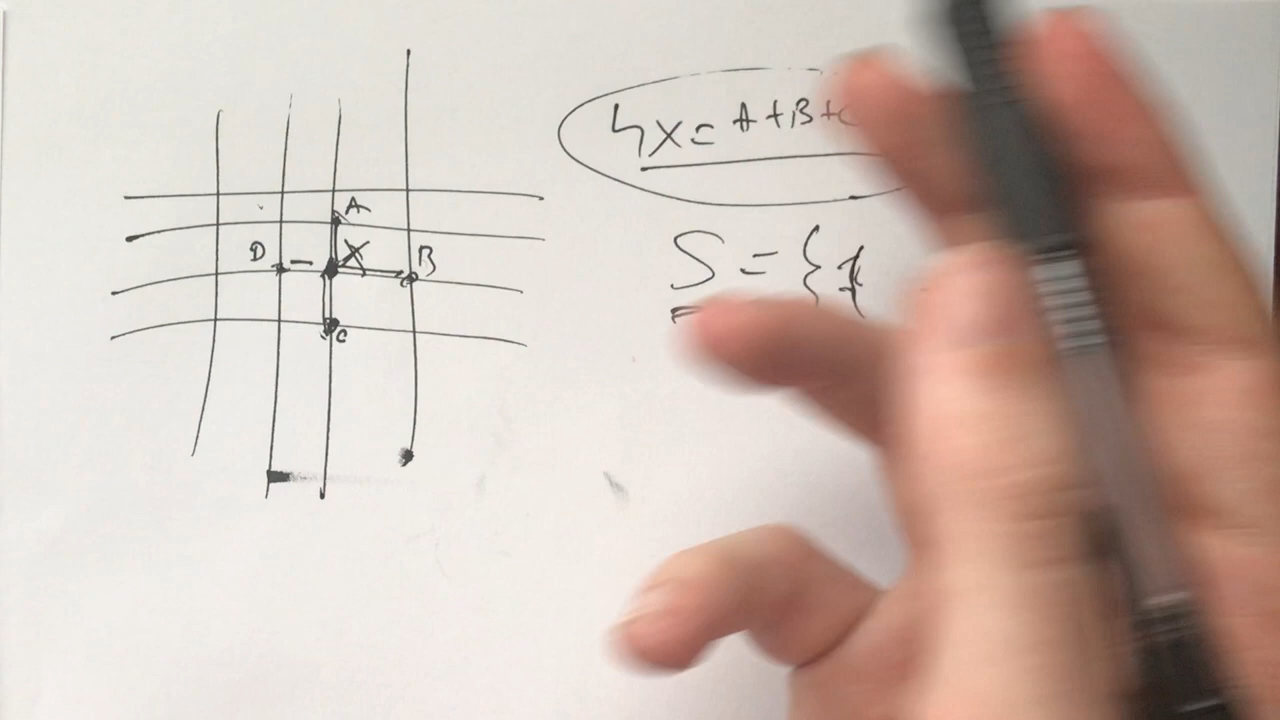 4x = A+B+C
S = {
A
D X B
C